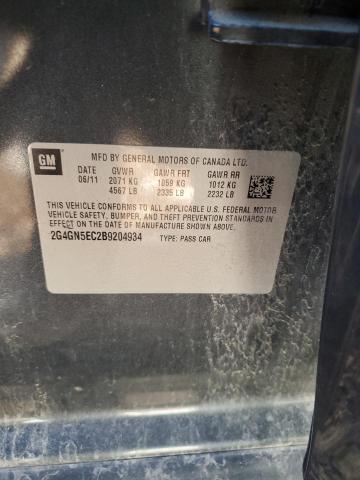 GM
MFD BY GENERAL MOTORS OF CANADA LTD.
DATE GVWR GAWR FRT GAWR RR
06/11 2071 KG 1059 KG 1012 KG
4567 LB 2335 LB 2232 LB
THIS VEHICLE CONFORMS TO ALL APPLICABLE U.S. FEDERAL MOTOR
VEHICLE SAFETY, BUMPER, AND THEFT PREVENTION STANDARDS
IN EFFECT ON THE DATE OF MANUFACTURE SHOWN ABOVE.
2G4GN5EC2B9204934 TYPE: PASS CAR